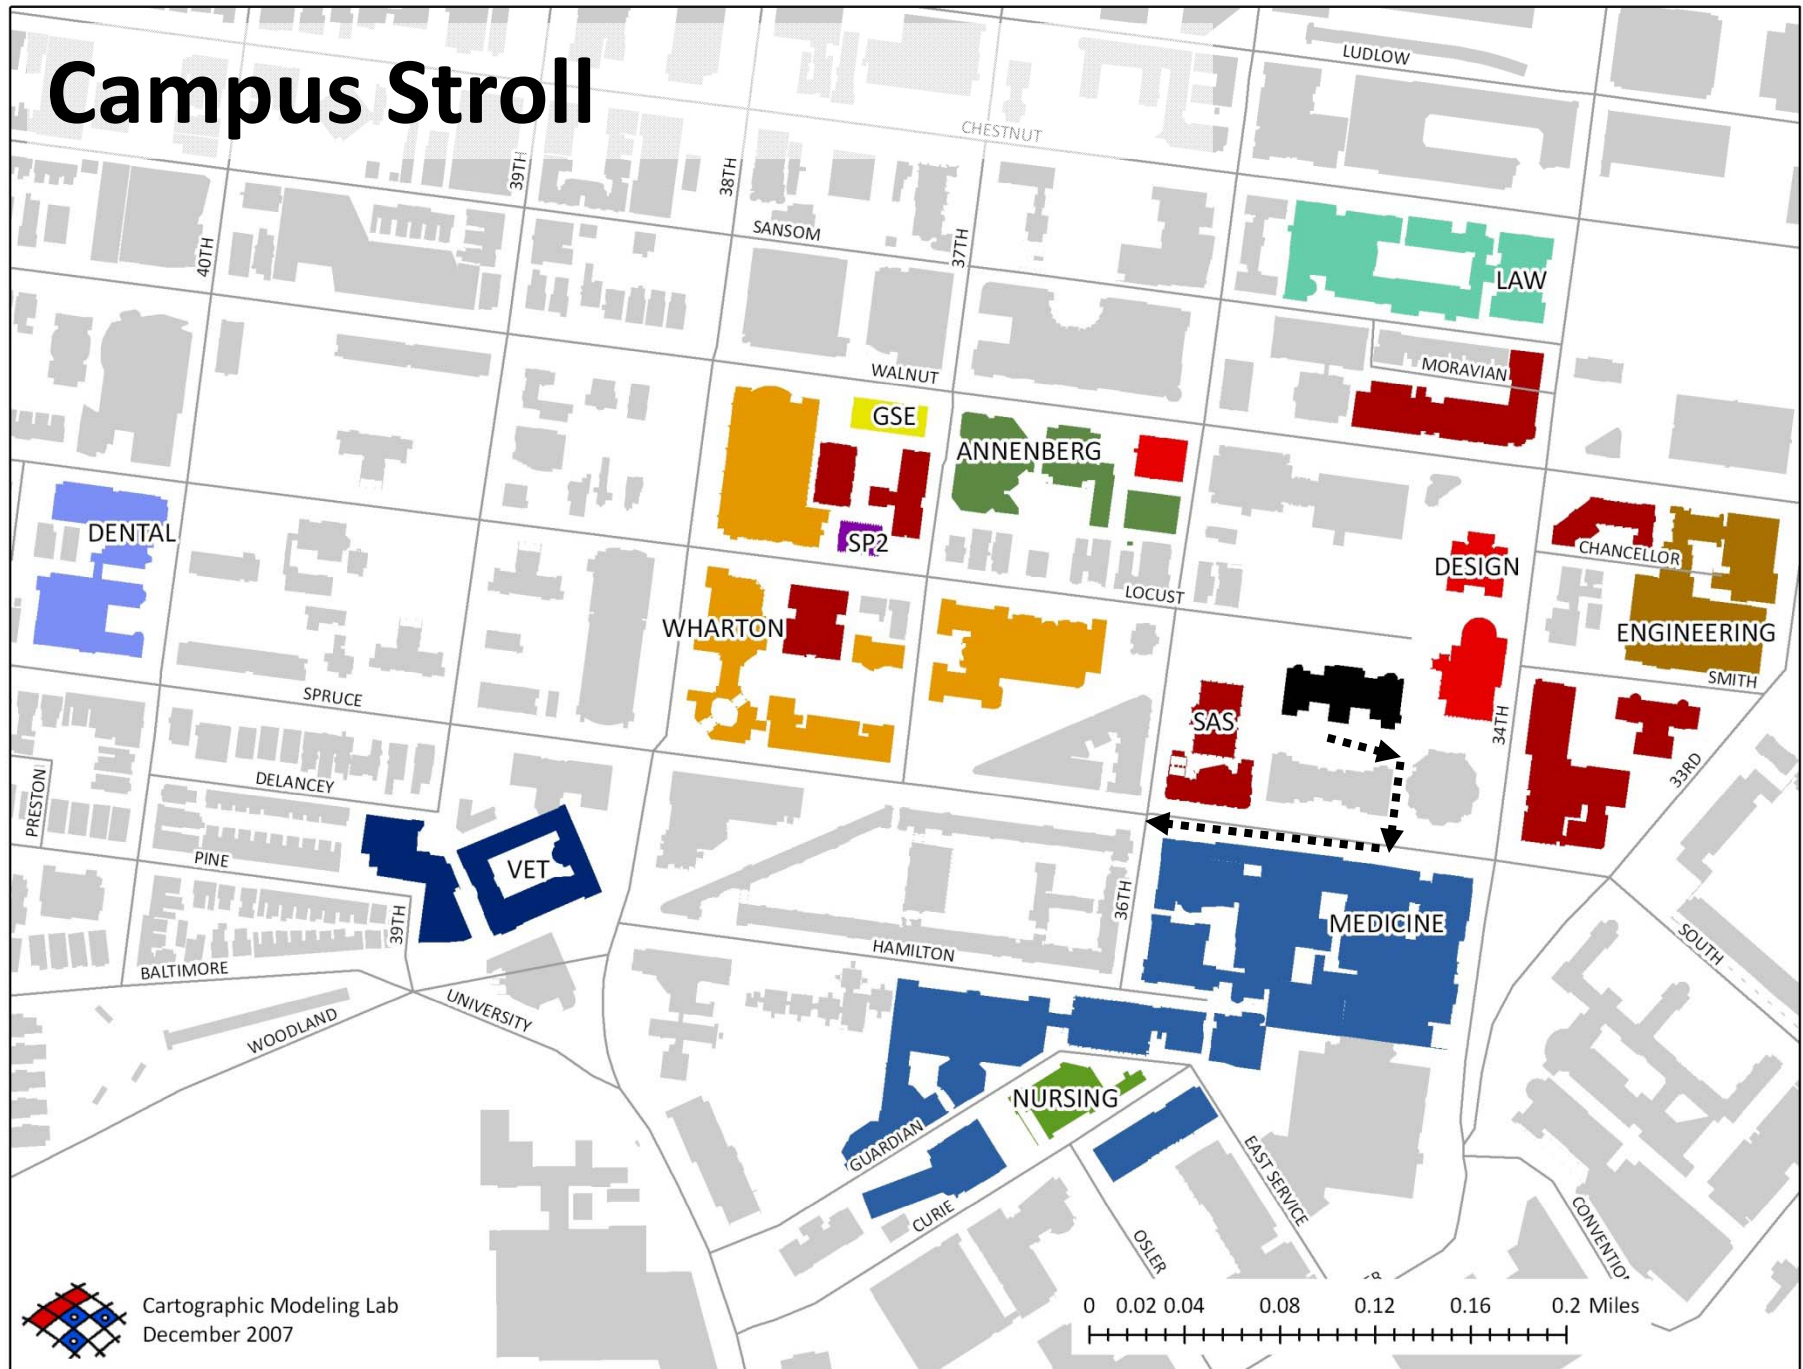 Campus Stroll
LUDLOW
CHESTNUT
39TH
38TH
SANSOM
37TH
40TH
LAW
MORAVIAN
WALNUT
GSE
ANNENBERG
DENTAL
SP2
CHANCELLOR
DESIGN
LOCUST
WHARTON
ENGINEERING
SMITH
SPRUCE
SAS
34TH
33RD
DELANCEY
PRESTON
PINE
VET
36TH
39TH
MEDICINE
SOUTH
HAMILTON
BALTIMORE
UNIVERSITY
WOODLAND
NURSING
GUARDIAN
EAST SERVICE
CURIE
OSLER
CONVENTION
Cartographic Modeling Lab
December 2007
0 0.02 0.04 0.08 0.12 0.16 0.2 Miles